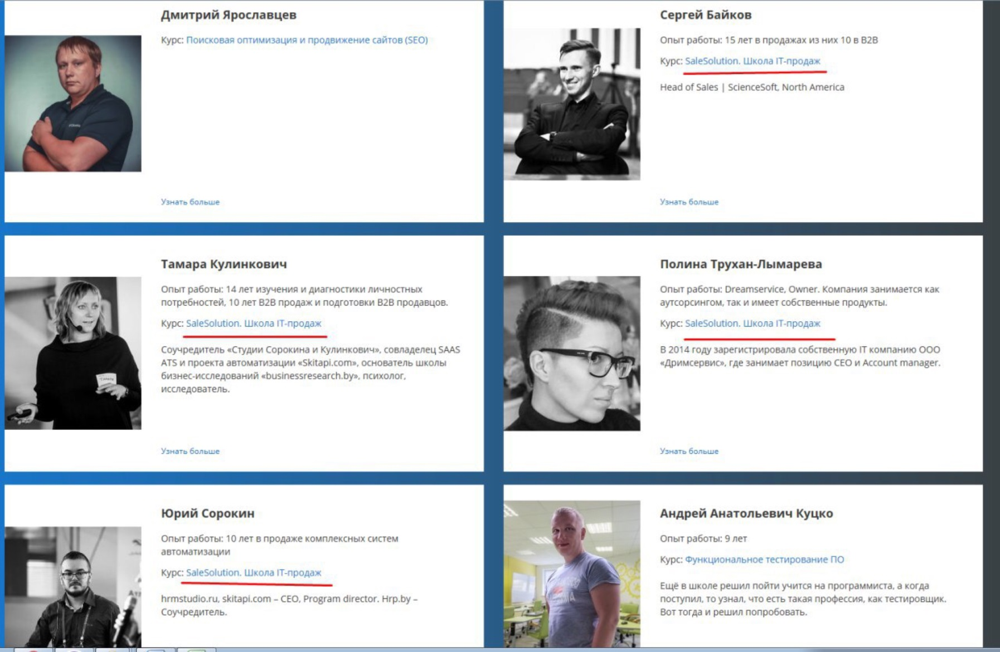 Дмитрий Ярославцев
Курс: Поисковая оптимизация и продвижение сайтов (SEO)
Узнать больше
Сергей Байков
Опыт работы: 15 лет в продажах из них 10 в B2B
Курс: SaleSolution. Школа IT-продаж
Head of Sales | ScienceSoft, North America
Узнать больше
Тамара Кулинкович
Опыт работы: 14 лет изучения и диагностики личностных
потребностей, 10 лет B2B продаж и подготовки B2B продавцов.
Курс: SaleSolution. Школа IT-продаж
Соучредитель «Студии Сорокина и Кулинкович», совладелец SAAS
ATS и проекта автоматизации «Skitapi.com», основатель школы
бизнес-исследований «businessresearch.by», психолог,
исследователь.
Узнать больше
Полина Трухан-Лымарева
Опыт работы: Dreamservice, Owner. Компания занимается как
аутсорсингом, так и имеет собственные продукты.
Курс: SaleSolution. Школа IT-продаж
В 2014 году зарегистрировала собственную IT компанию ООО
«Дримсервис», где занимает позицию CEO и Account manager.
Узнать больше
Юрий Сорокин
Опыт работы: 10 лет в продаже комплексных систем
автоматизации
Курс: SaleSolution. Школа IT-продаж
hrmstudio.ru, skitapi.com – CEO, Program director. Hrp.by –
Соучредитель.
Андрей Анатольевич Куцко
Опыт работы: 9 лет
Курс: Функциональное тестирование ПО
Ещё в школе решил пойти учится на программиста, а когда
поступил, то узнал, что есть такая профессия, как тестировщик.
Вот тогда и решил попробовать.